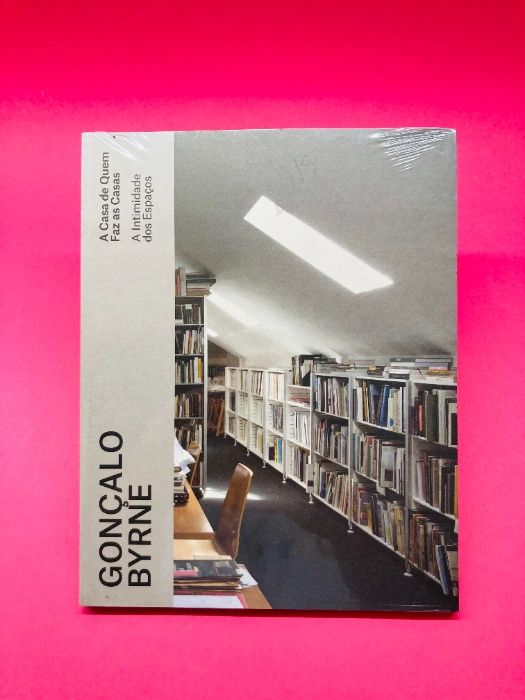 A Casa de Quem
Faz as Casas
A Intimidade
dos Espaços
GONÇALO
BYRNE